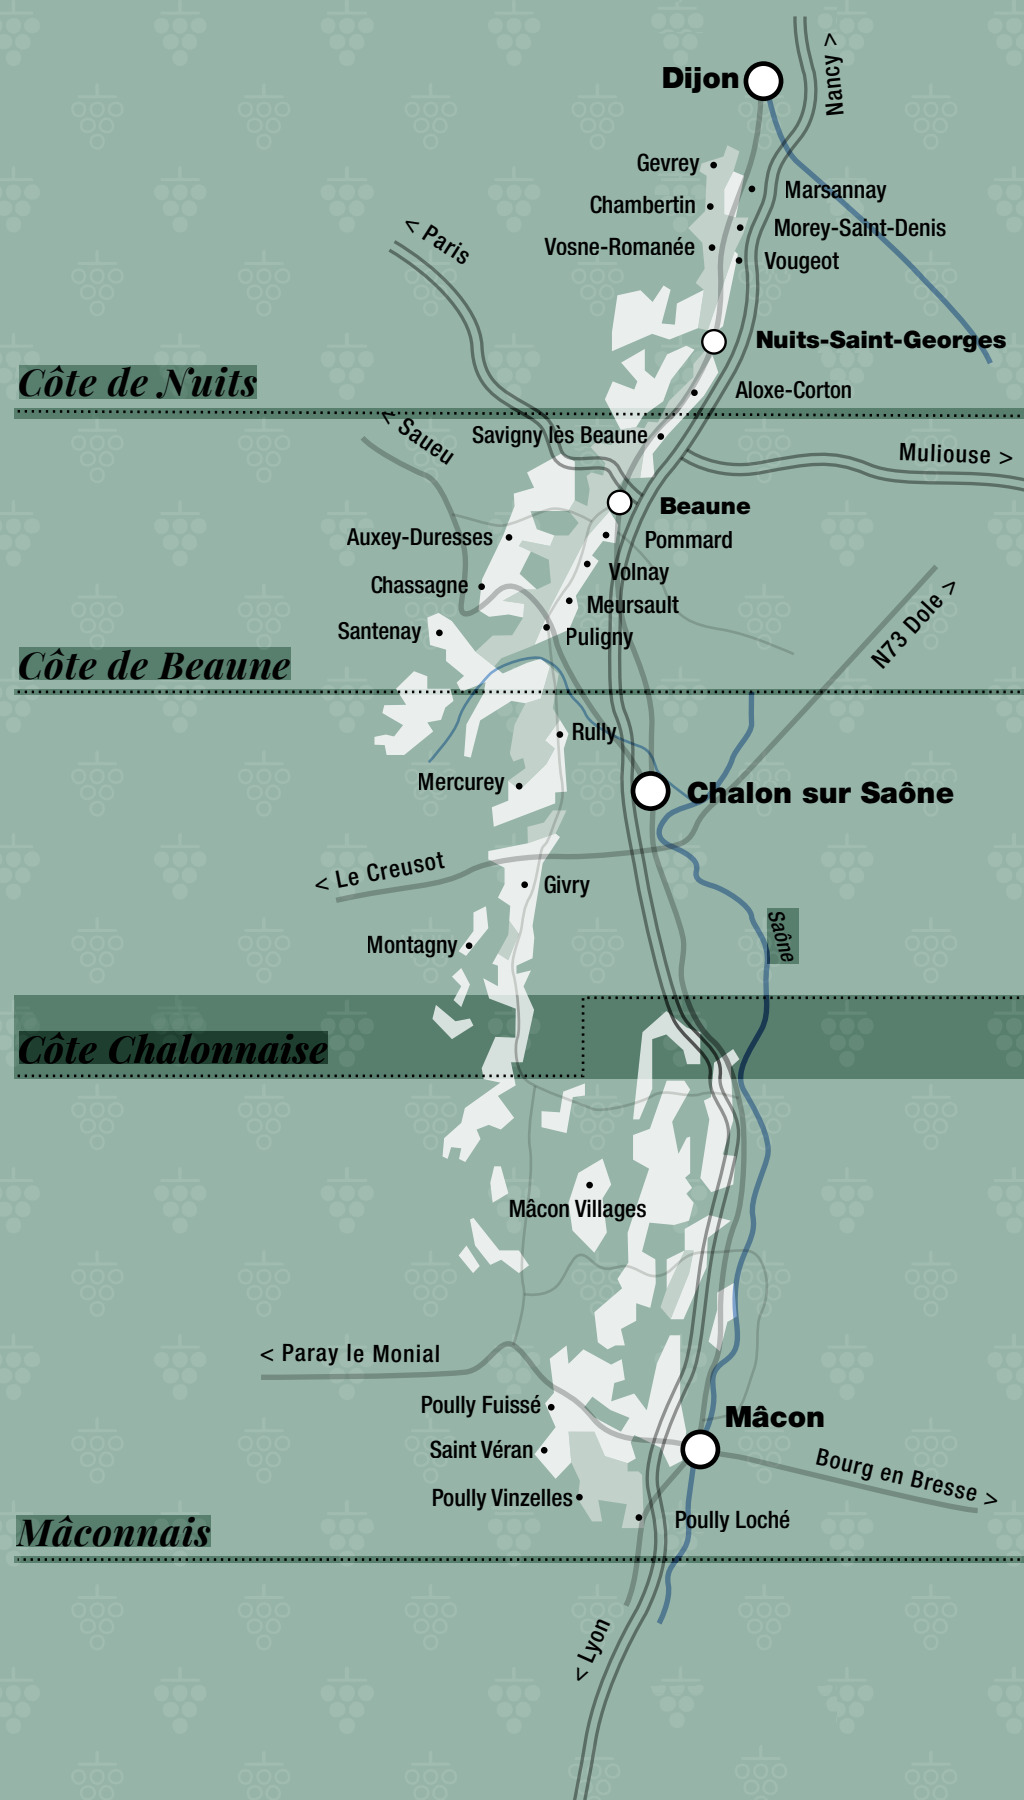 Nancy >
Dijon
Gevrey
Marsannay
Chambertin
Morey-Saint-Denis
Vosne-Romanée
Vougeot
< Paris
Nuits-Saint-Georges
Côte de Nuits
Aloxe-Corton
< Saueu
Savigny lès Beaune
Muliouse >
Beaune
Auxey-Duresses
Pommard
Volnay
Chassagne
Meursault
Santenay
Puligny
N73 Dole >
Côte de Beaune
Rully
Mercurey
Chalon sur Saône
< Le Creusot
Givry
Montagny
Saône
Côte Chalonnaise
Mâcon Villages
< Paray le Monial
Poully Fuissé
Mâcon
Saint Véran
Bourg en Bresse >
Poully Vinzelles
Poully Loché
Mâconnais
< Lyon